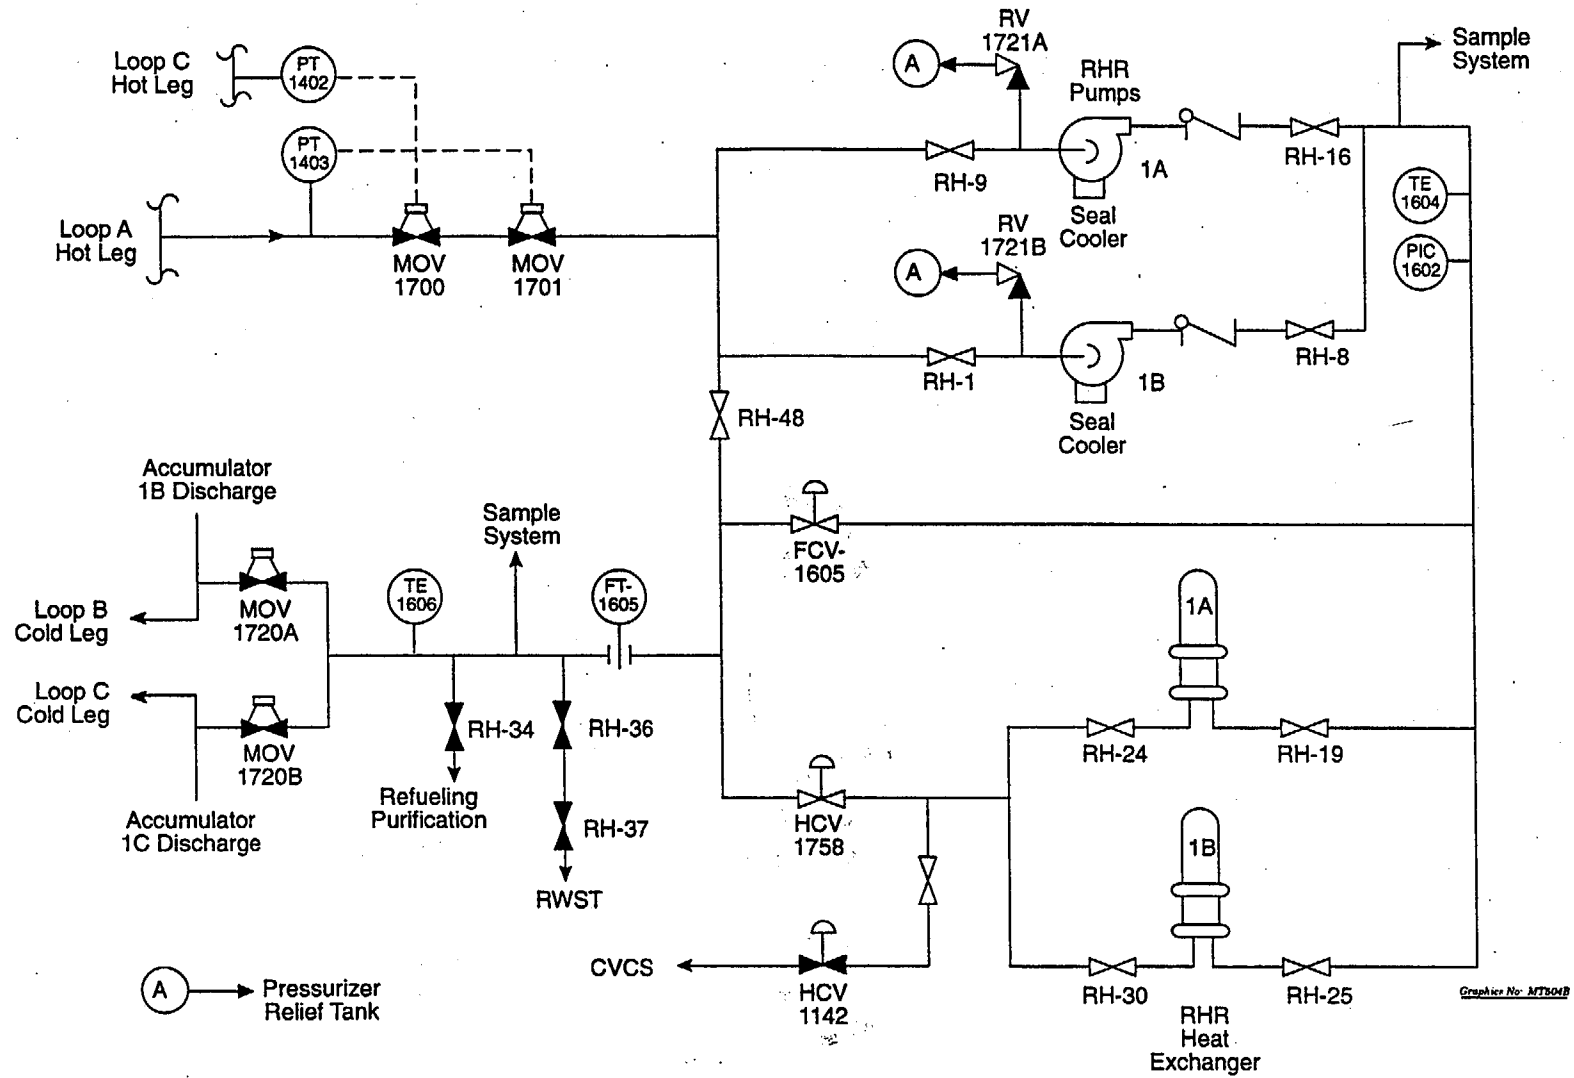 Loop C
Hot Leg
PT
1402
PT
1403
Loop A
Hot Leg
MOV
1700
MOV
1701
RV
1721A
A
RHR
Pumps
RH-9
1A
Seal
Cooler
RH-16
Sample
System
TE
1604
PIC
1602
RV
1721B
A
RH-1
1B
Seal
Cooler
RH-8
RH-48
Accumulator
1B Discharge
Sample
System
FCV-
1605
TE
1606
FT-
1605
Loop B
Cold Leg
MOV
1720A
Loop C
Cold Leg
MOV
1720B
Accumulator
1C Discharge
RH-34
Refueling
Purification
RH-36
RH-37
RWST
1A
RH-24
RH-19
HCV
1758
1B
CVCS
HCV
1142
RH-30
RH-25
RHR
Heat
Exchanger
A
Pressurizer
Relief Tank
Graphics No: MT504B